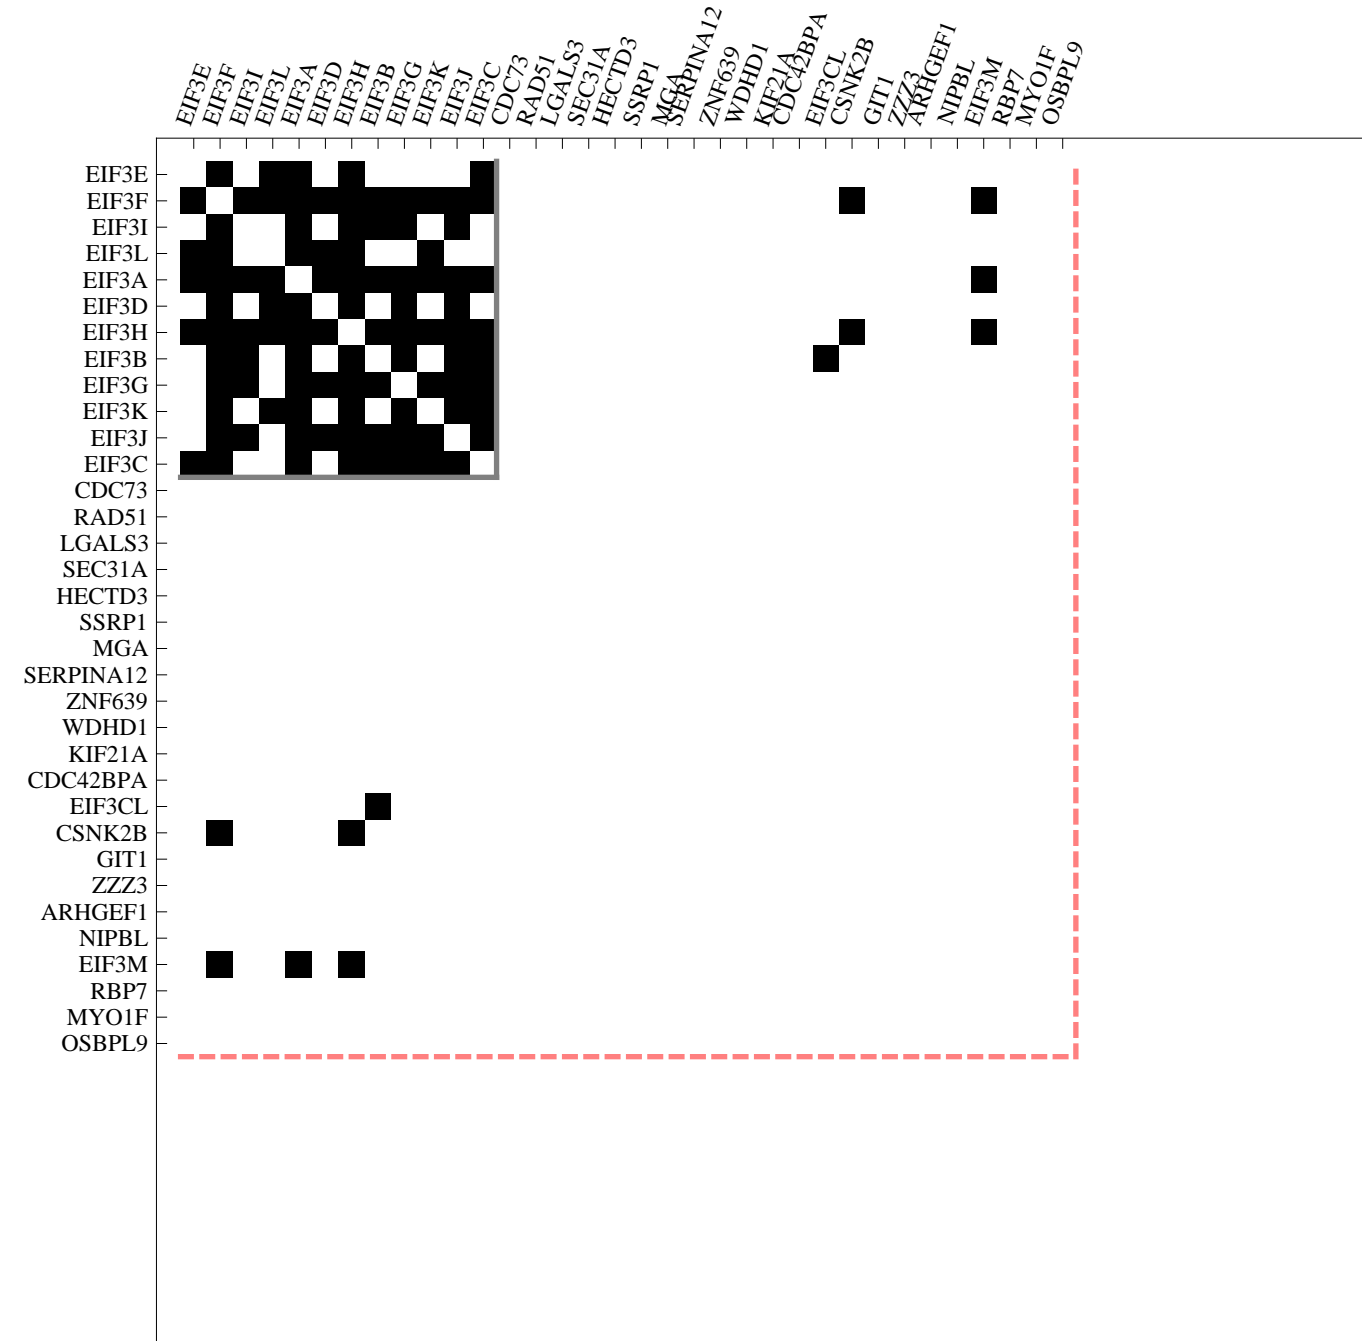 EIF3E
EIF3F
EIF3I
EIF3L
EIF3A
EIF3D
EIF3H
EIF3B
EIF3G
EIF3K
EIF3J
EIF3C
CDC73
RAD51
LGALS3
SEC31A
HECTD3
SSRP1
MGA
SERPINA12
ZNF639
WDHD1
KIF21A
CDC42BPA
EIF3CL
CSNK2B
GIT1
ZZZ3
ARHGEF1
NIPBL
EIF3M
RBP7
MYO1F
OSBPL9
EIF3E
EIF3F
EIF3I
EIF3L
EIF3A
EIF3D
EIF3H
EIF3B
EIF3G
EIF3K
EIF3J
EIF3C
CDC73
RAD51
LGALS3
SEC31A
HECTD3
SSRP1
MGA
SERPINA12
ZNF639
WDHD1
KIF21A
CDC42BPA
EIF3CL
CSNK2B
GIT1
ZZZ3
ARHGEF1
NIPBL
EIF3M
RBP7
MYO1F
OSBPL9